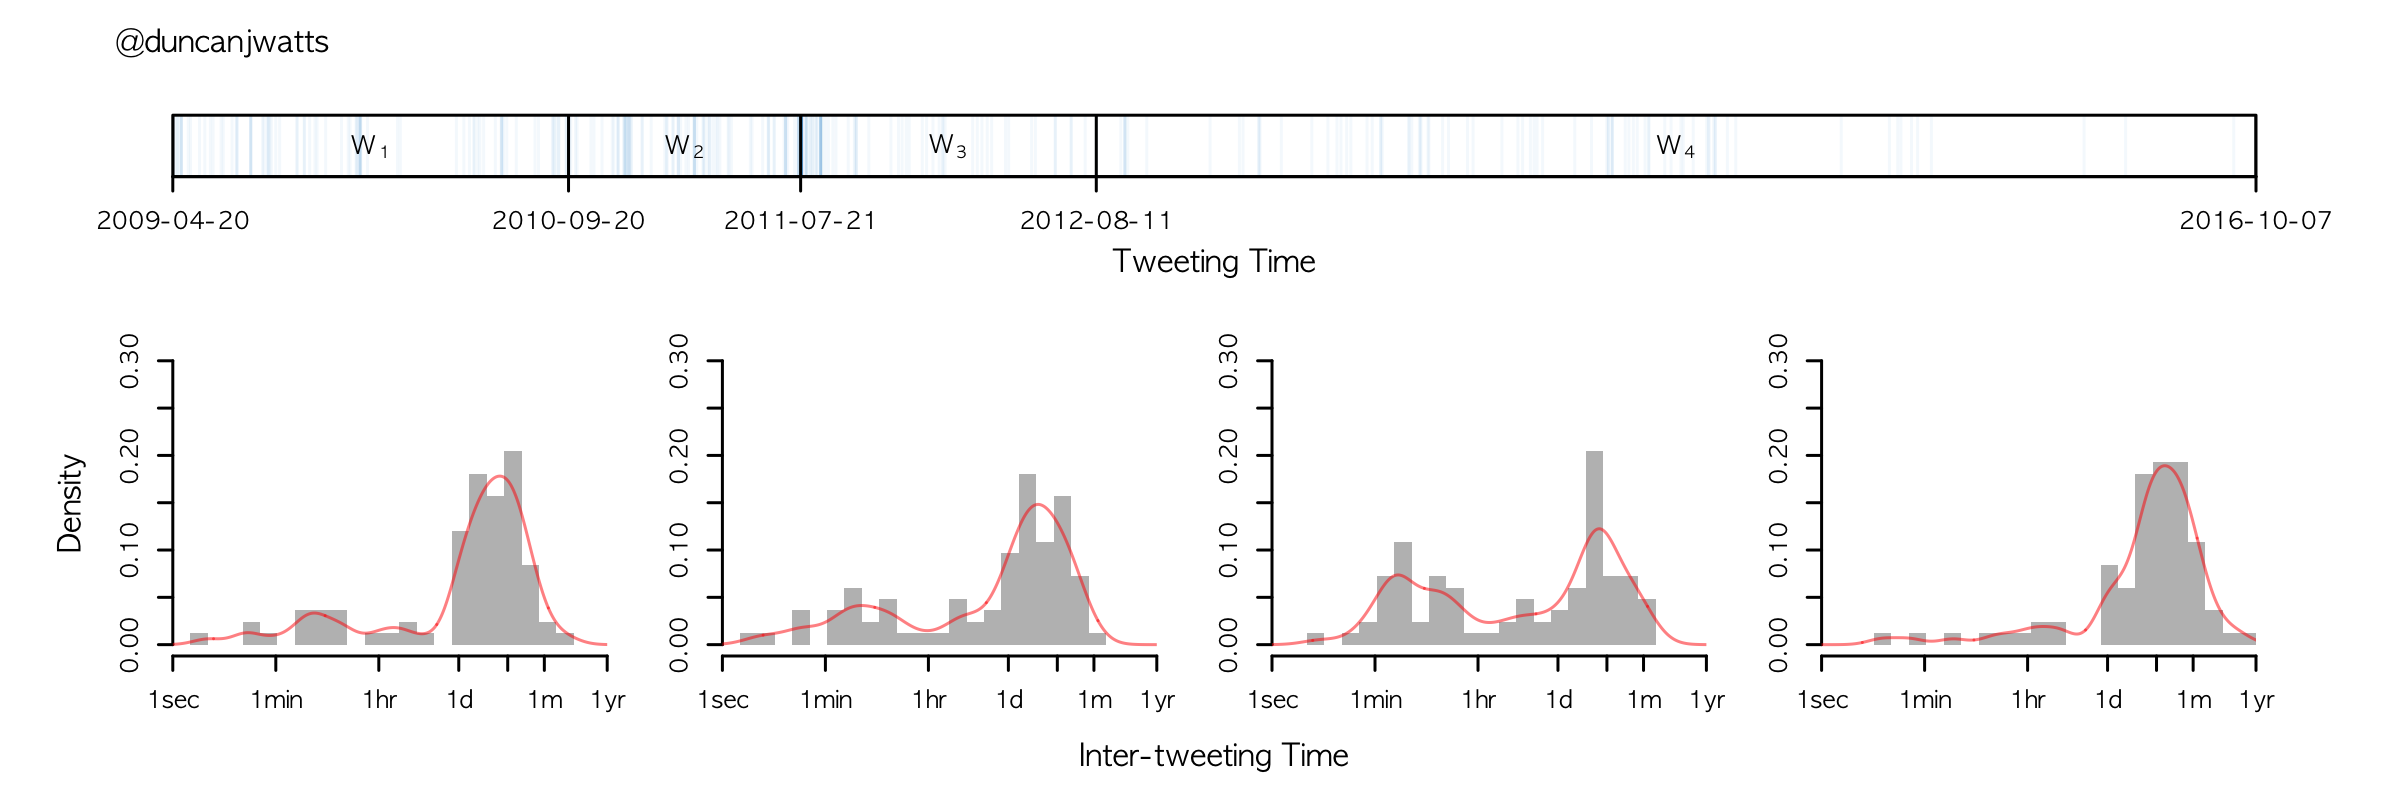 @duncanjwatts
W1 W2 W3 W4
2009-04-20 2010-09-20 2011-07-21 2012-08-11 2016-10-07
Tweeting Time
Density
0.00 0.10 0.20 0.30
0.00 0.10 0.20 0.30
0.00 0.10 0.20 0.30
0.00 0.10 0.20 0.30
1sec 1min 1hr 1d 1m 1yr
1sec 1min 1hr 1d 1m 1yr
1sec 1min 1hr 1d 1m 1yr
1sec 1min 1hr 1d 1m 1yr
Inter-tweeting Time